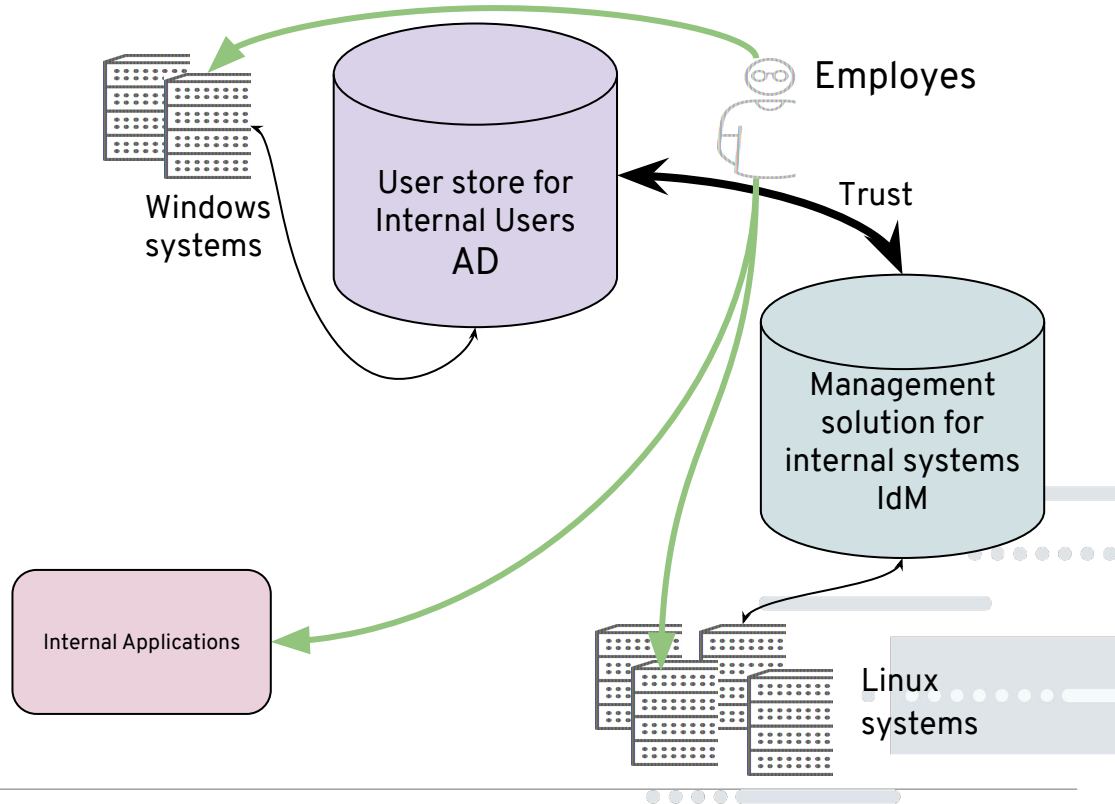 Employes
User store for
Internal Users
AD
Windows
systems
Trust
Management
solution for
internal systems
IdM
Internal Applications
Linux
systems